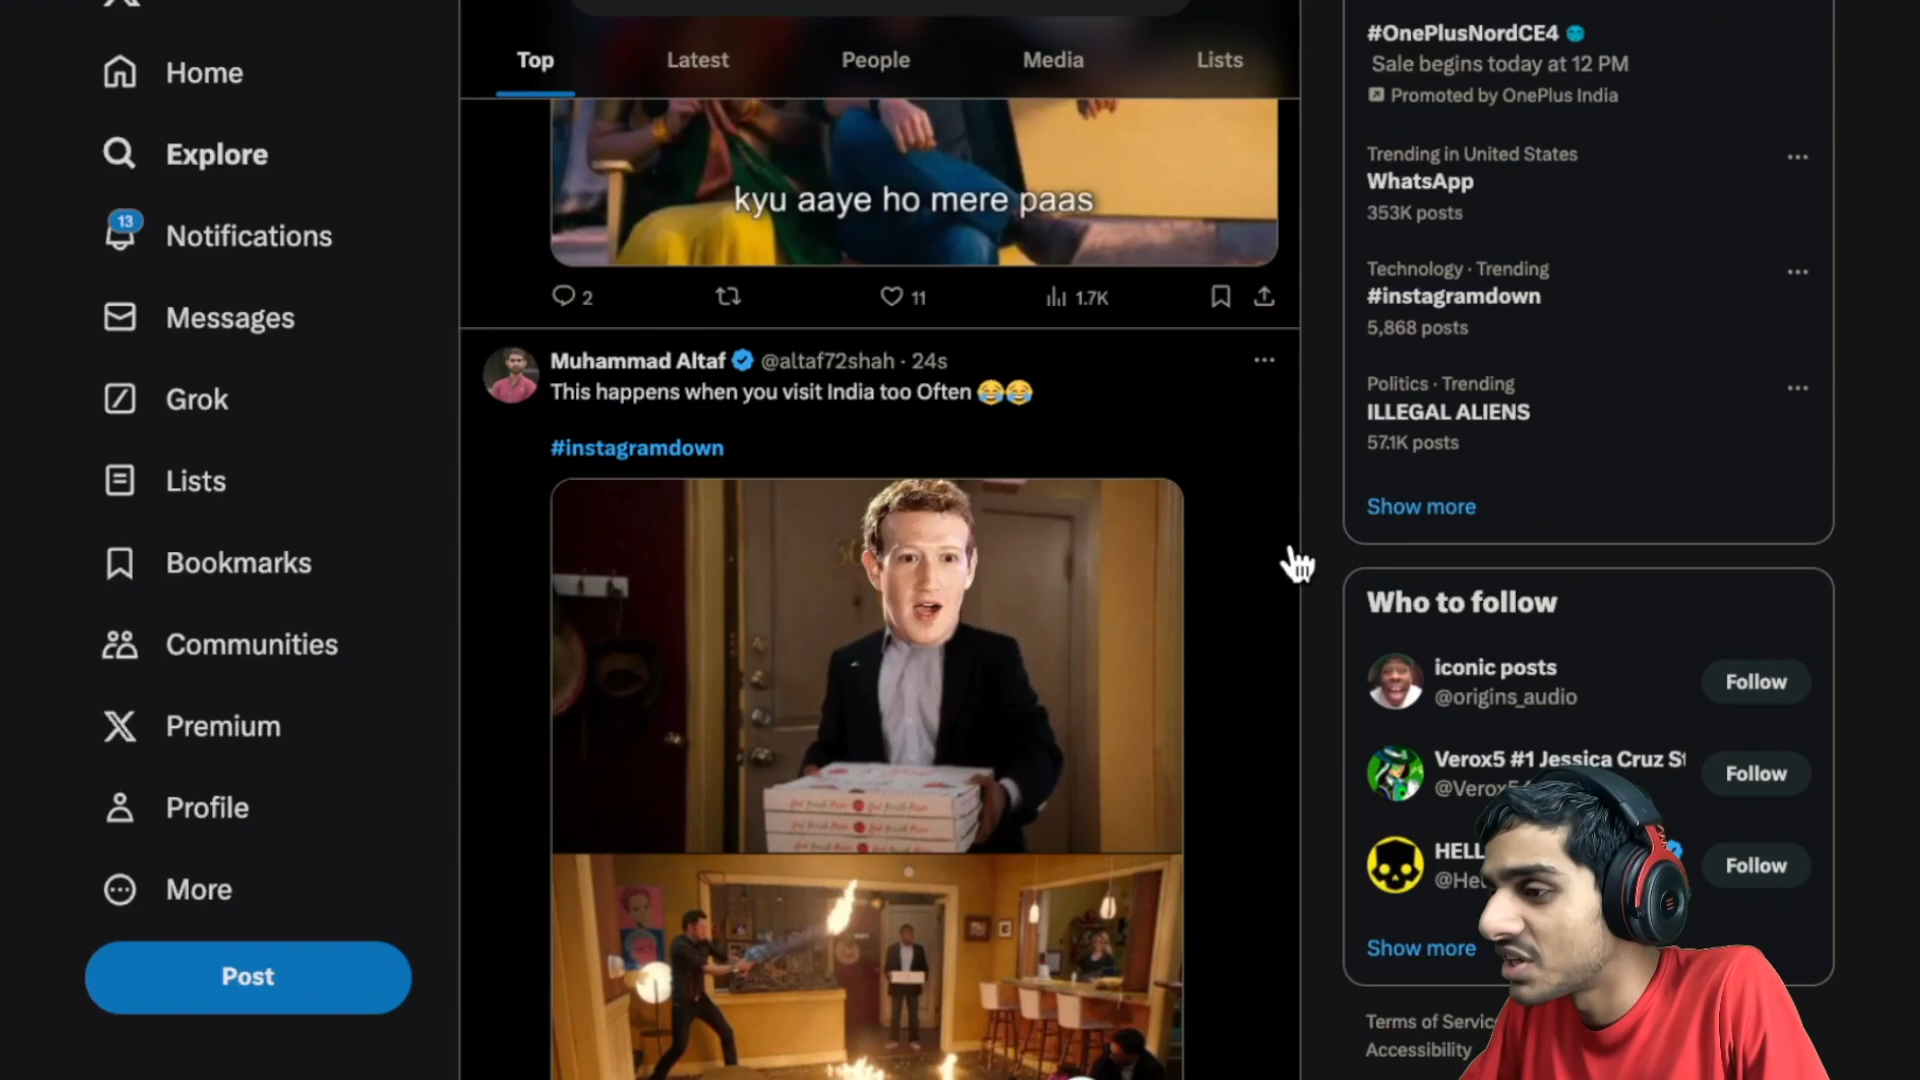 Home
Explore
13
Notifications
Messages
Grok
Lists
Bookmarks
Communities
Premium
Profile
More
Post
Top
Latest
People
Media
Lists
kyu aaye ho mere paas
2
11
1.7K
Muhammad Altaf @altaf72shah · 24s
This happens when you visit India too Often 😂😂
#instagramdown
#OnePlusNordCE4
Sale begins today at 12 PM
Promoted by OnePlus India
Trending in United States
WhatsApp
353K posts
Technology · Trending
#instagramdown
5,868 posts
Politics · Trending
ILLEGAL ALIENS
57.1K posts
Show more
Who to follow
iconic posts
@origins_audio
Follow
Verox5 #1 Jessica Cruz St
Follow
HELL
Follow
Show more
Terms of Servic
Accessibility